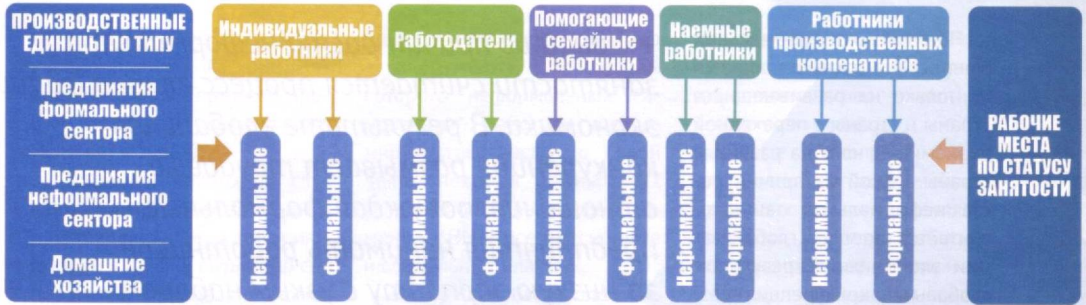 ПРОИЗВОДСТВЕННЫЕ
ЕДИНИЦЫ ПО ТИПУ
Предприятия
формального
сектора
Предприятия
неформального
сектора
Домашние
хозяйства
Индивидуальные
работники
Работодатели
Помогающие
семейные
работники
Наемные
работники
Работники
производственных
кооперативов
Неформальные
Формальные
Неформальные
Формальные
Неформальные
Формальные
Неформальные
Формальные
Неформальные
Формальные
РАБОЧИЕ
МЕСТА
ПО СТАТУСУ
ЗАНЯТОСТИ